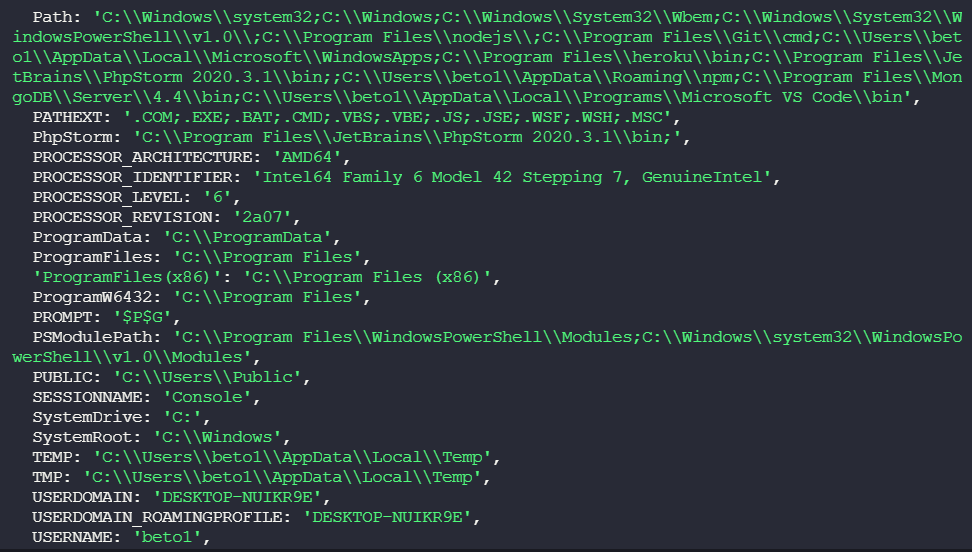 Path: 'C:\\Windows\\system32;C:\\Windows;C:\\Windows\\System32\\Wbem;C:\\Windows\\System32\\W
indowsPowerShell\\v1.0\\;C:\\Program Files\\nodejs\\;C:\\Program Files\\Git\\cmd;C:\\Users\\bet
o1\\AppData\\Local\\Microsoft\\WindowsApps;C:\\Program Files\\heroku\\bin;C:\\Program Files\\Je
tBrains\\PhpStorm 2020.3.1\\bin;;C:\\Users\\beto1\\AppData\\Roaming\\npm;C:\\Program Files\\Mon
goDB\\Server\\4.4\\bin;C:\\Users\\beto1\\AppData\\Local\\Programs\\Microsoft VS Code\\bin',
PATHEXT: '.COM;.EXE;.BAT;.CMD;.VBS;.VBE;.JS;.JSE;.WSF;.WSH;.MSC',
PhpStorm: 'C:\\Program Files\\JetBrains\\PhpStorm 2020.3.1\\bin;',
PROCESSOR_ARCHITECTURE: 'AMD64',
PROCESSOR_IDENTIFIER: 'Intel64 Family 6 Model 42 Stepping 7, GenuineIntel',
PROCESSOR_LEVEL: '6',
PROCESSOR_REVISION: '2a07',
ProgramData: 'C:\\ProgramData',
ProgramFiles: 'C:\\Program Files',
'ProgramFiles(x86)': 'C:\\Program Files (x86)',
ProgramW6432: 'C:\\Program Files',
PROMPT: '$P$G',
PSModulePath: 'C:\\Program Files\\WindowsPowerShell\\Modules;C:\\Windows\\system32\\WindowsPo
werShell\\v1.0\\Modules',
PUBLIC: 'C:\\Users\\Public',
SESSIONNAME: 'Console',
SystemDrive: 'C:',
SystemRoot: 'C:\\Windows',
TEMP: 'C:\\Users\\beto1\\AppData\\Local\\Temp',
TMP: 'C:\\Users\\beto1\\AppData\\Local\\Temp',
USERDOMAIN: 'DESKTOP-NUIKR9E',
USERDOMAIN_ROAMINGPROFILE: 'DESKTOP-NUIKR9E',
USERNAME: 'beto1',